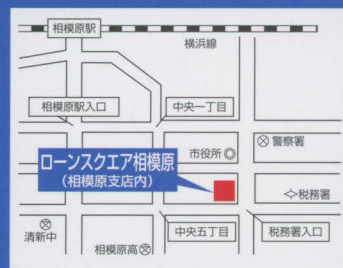 相模原駅
横浜線
相模原駅入口
中央一丁目
警察署
市役所
ローンスクエア相模原
(相模原支店内)
税務署
清新中
相模原高
中央五丁目
税務署入口